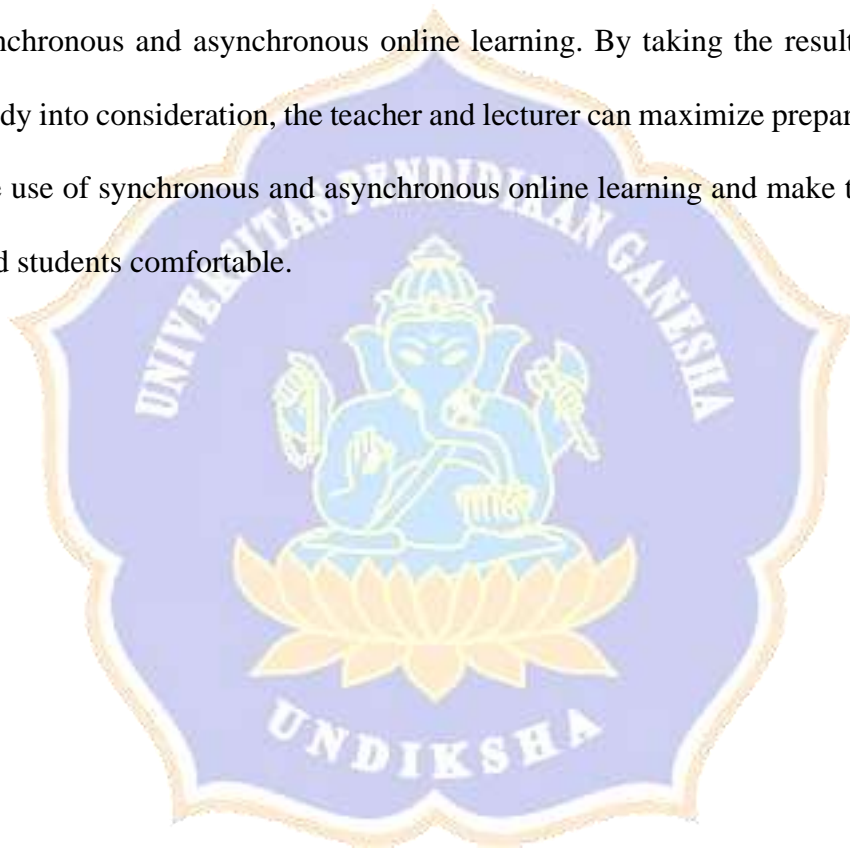 nchronous and asynchronous online learning. By taking the result
dy into consideration, the teacher and lecturer can maximize prepar
e use of synchronous and asynchronous online learning and make t
d students comfortable.
UNIVERSITAS PENDIDIKAN GANESHA
UNDIKSHA